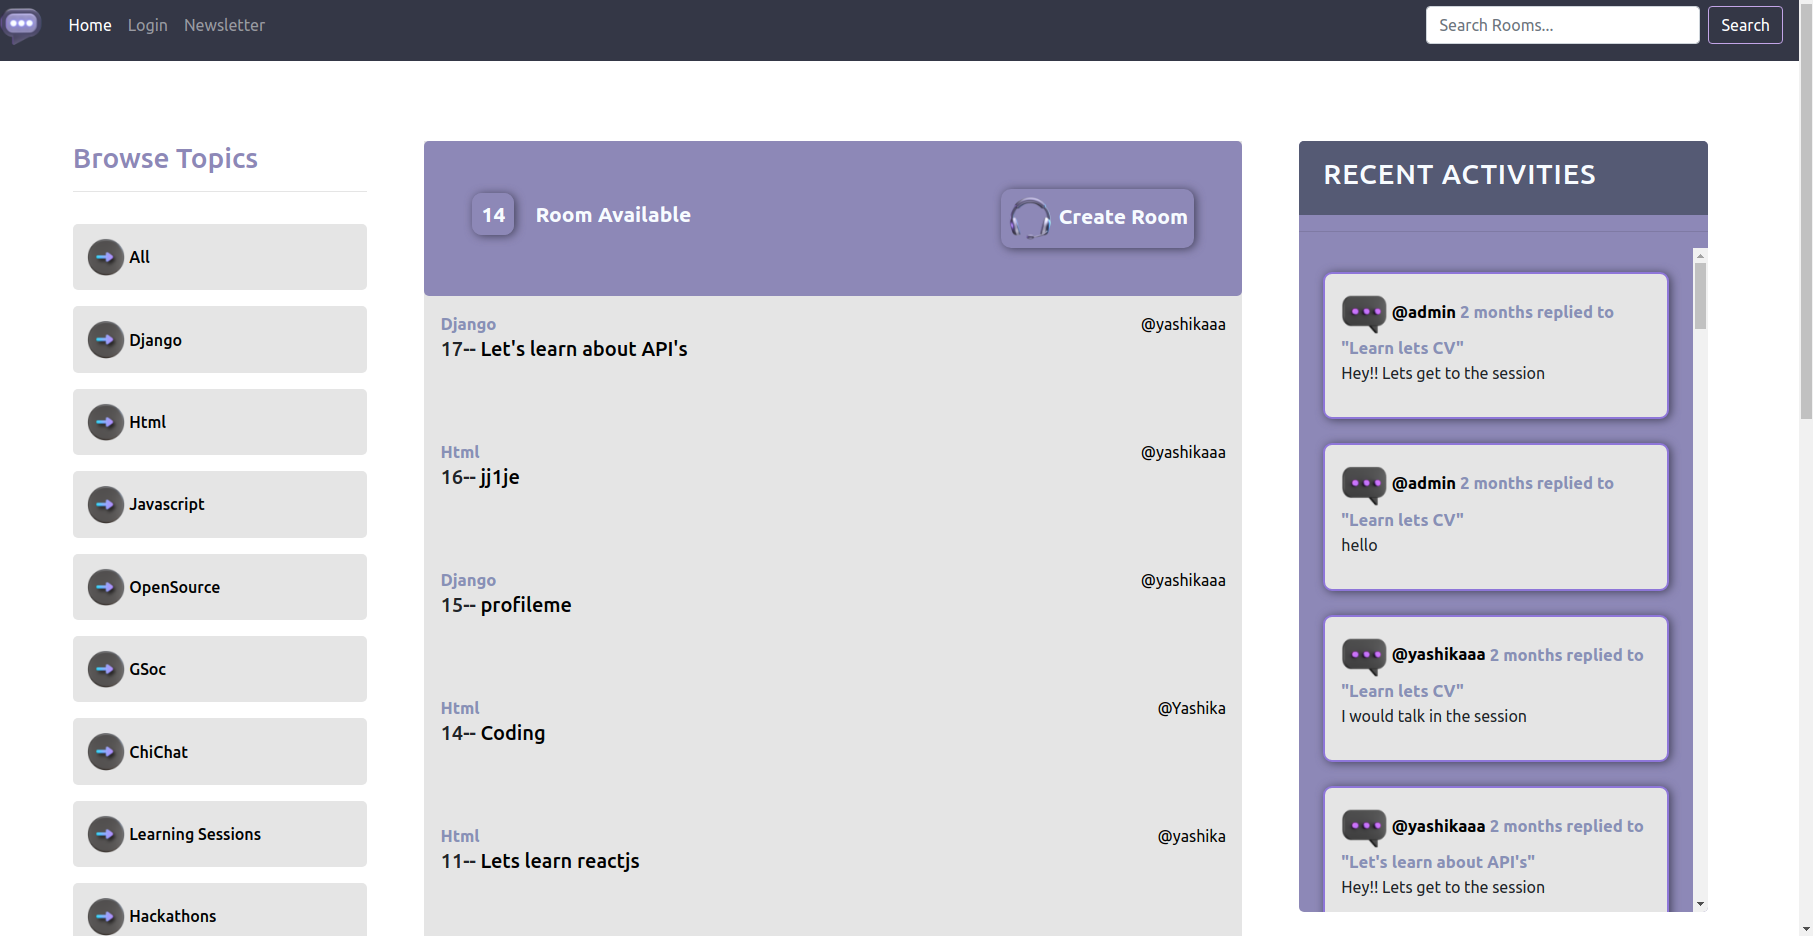 Home Login Newsletter
Search Rooms...
Search
Browse Topics
All
Django
Html
Javascript
OpenSource
GSoc
ChiChat
Learning Sessions
Hackathons
14 Room Available
Create Room
Django @yashikaaa
17-- Let's learn about API's
Html @yashikaaa
16-- jj1je
Django @yashikaaa
15-- profileme
Html @Yashika
14-- Coding
Html @yashika
11-- Lets learn reactjs
RECENT ACTIVITIES
@admin 2 months replied to
"Learn lets CV"
Hey!! Lets get to the session
@admin 2 months replied to
"Learn lets CV"
hello
@yashikaaa 2 months replied to
"Learn lets CV"
I would talk in the session
@yashikaaa 2 months replied to
"Let's learn about API's"
Hey!! Lets get to the session